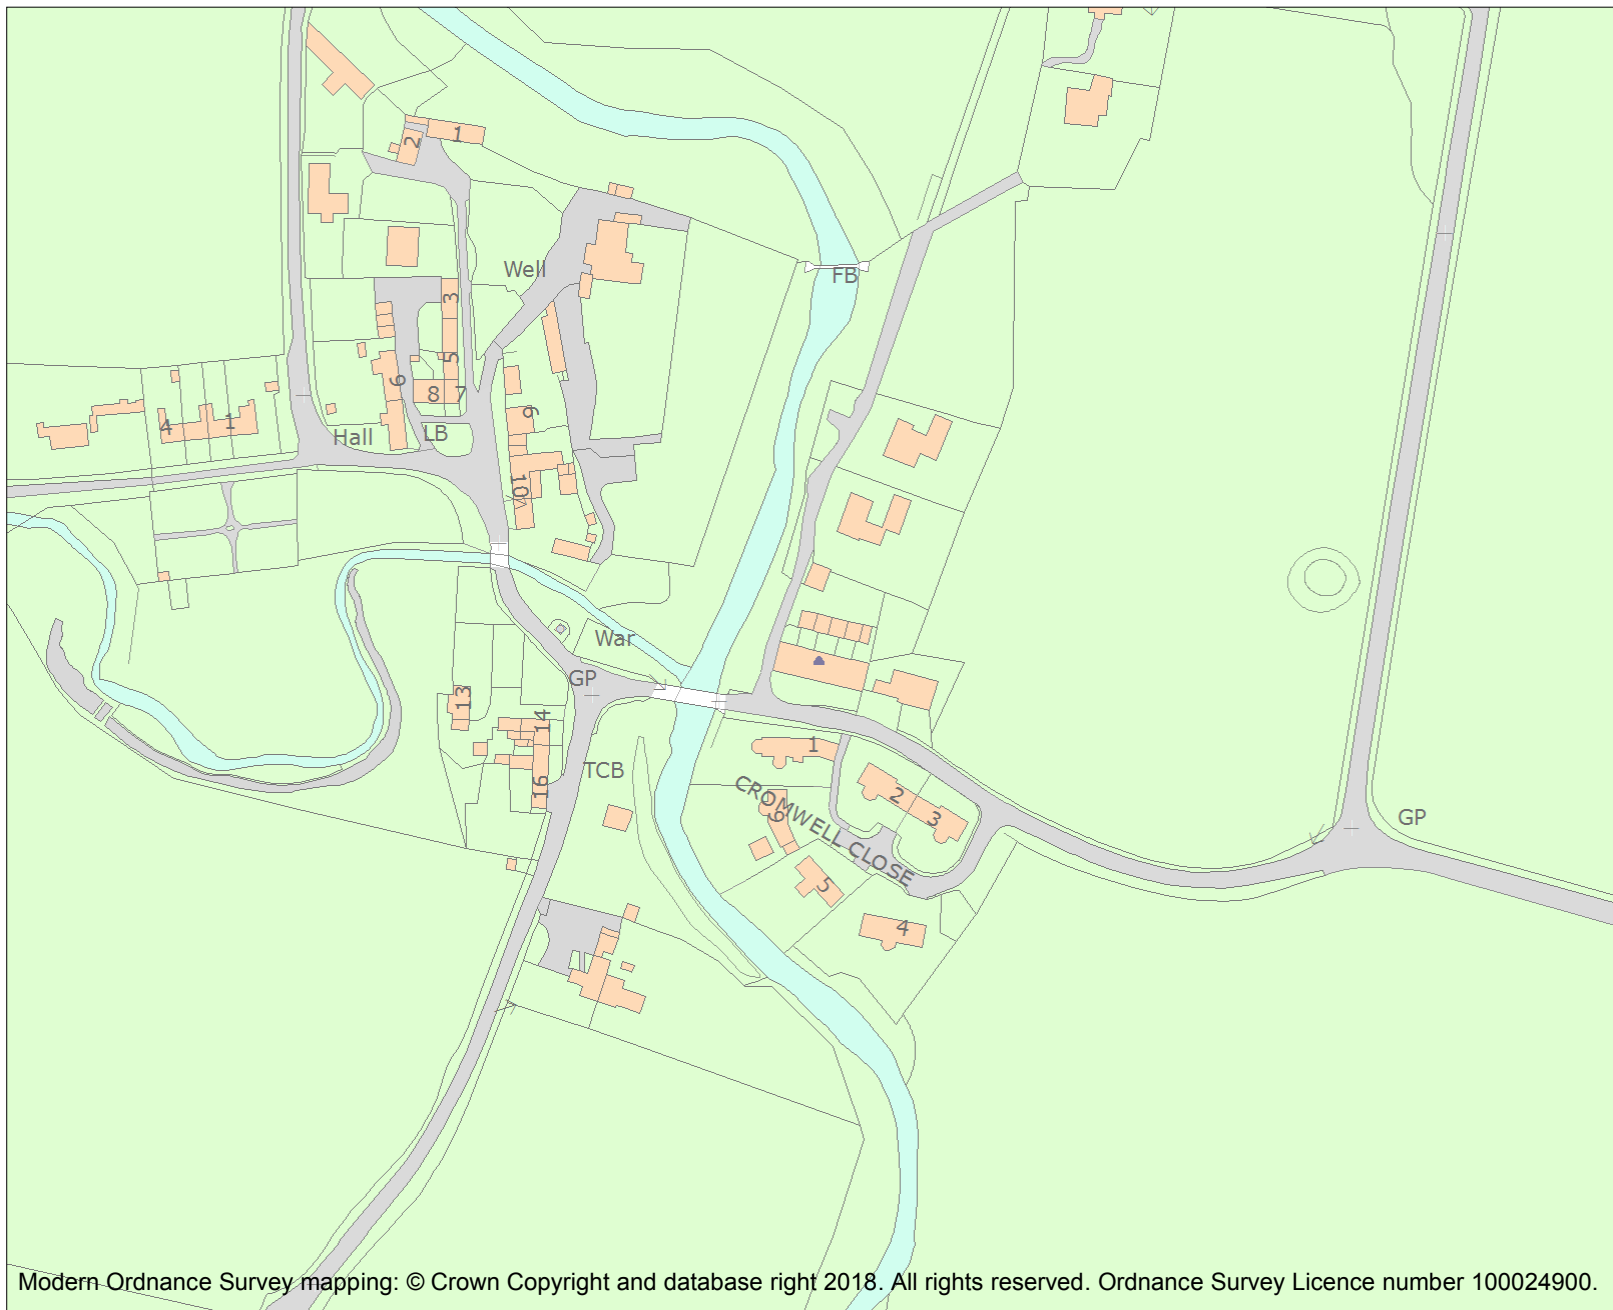 1
2
Well
FB
3
5
6
8
7
9
4
1
Hall
LB
10
War
GP
13
14
TCB
16
1
2
3
CROMWELL CLOSE
6
5
4
GP
Modern Ordnance Survey mapping: © Crown Copyright and database right 2018. All rights reserved. Ordnance Survey Licence number 100024900.